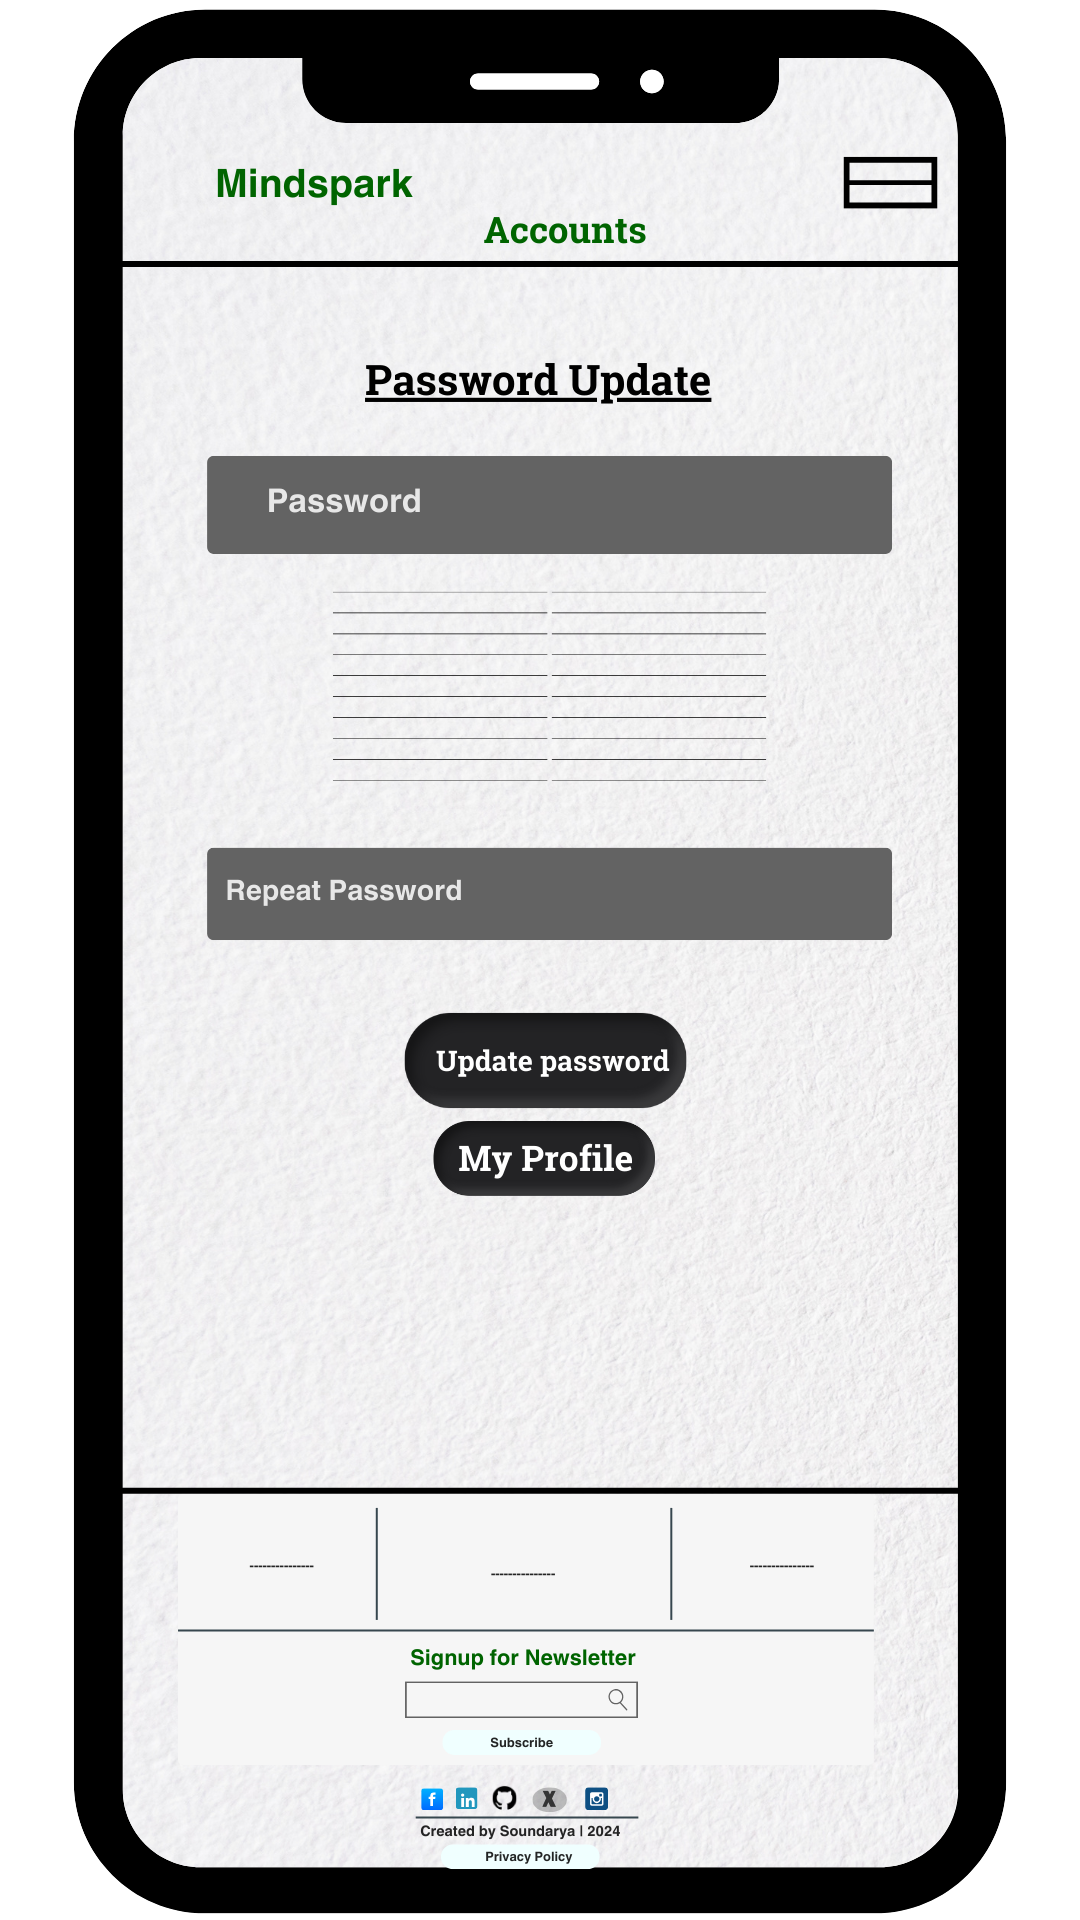 Mindspark
Accounts
Password Update
Password
Repeat Password
Update password
My Profile
---------------
---------------
---------------
Signup for Newsletter
Subscribe
f in X
Created by Soundarya | 2024
Privacy Policy